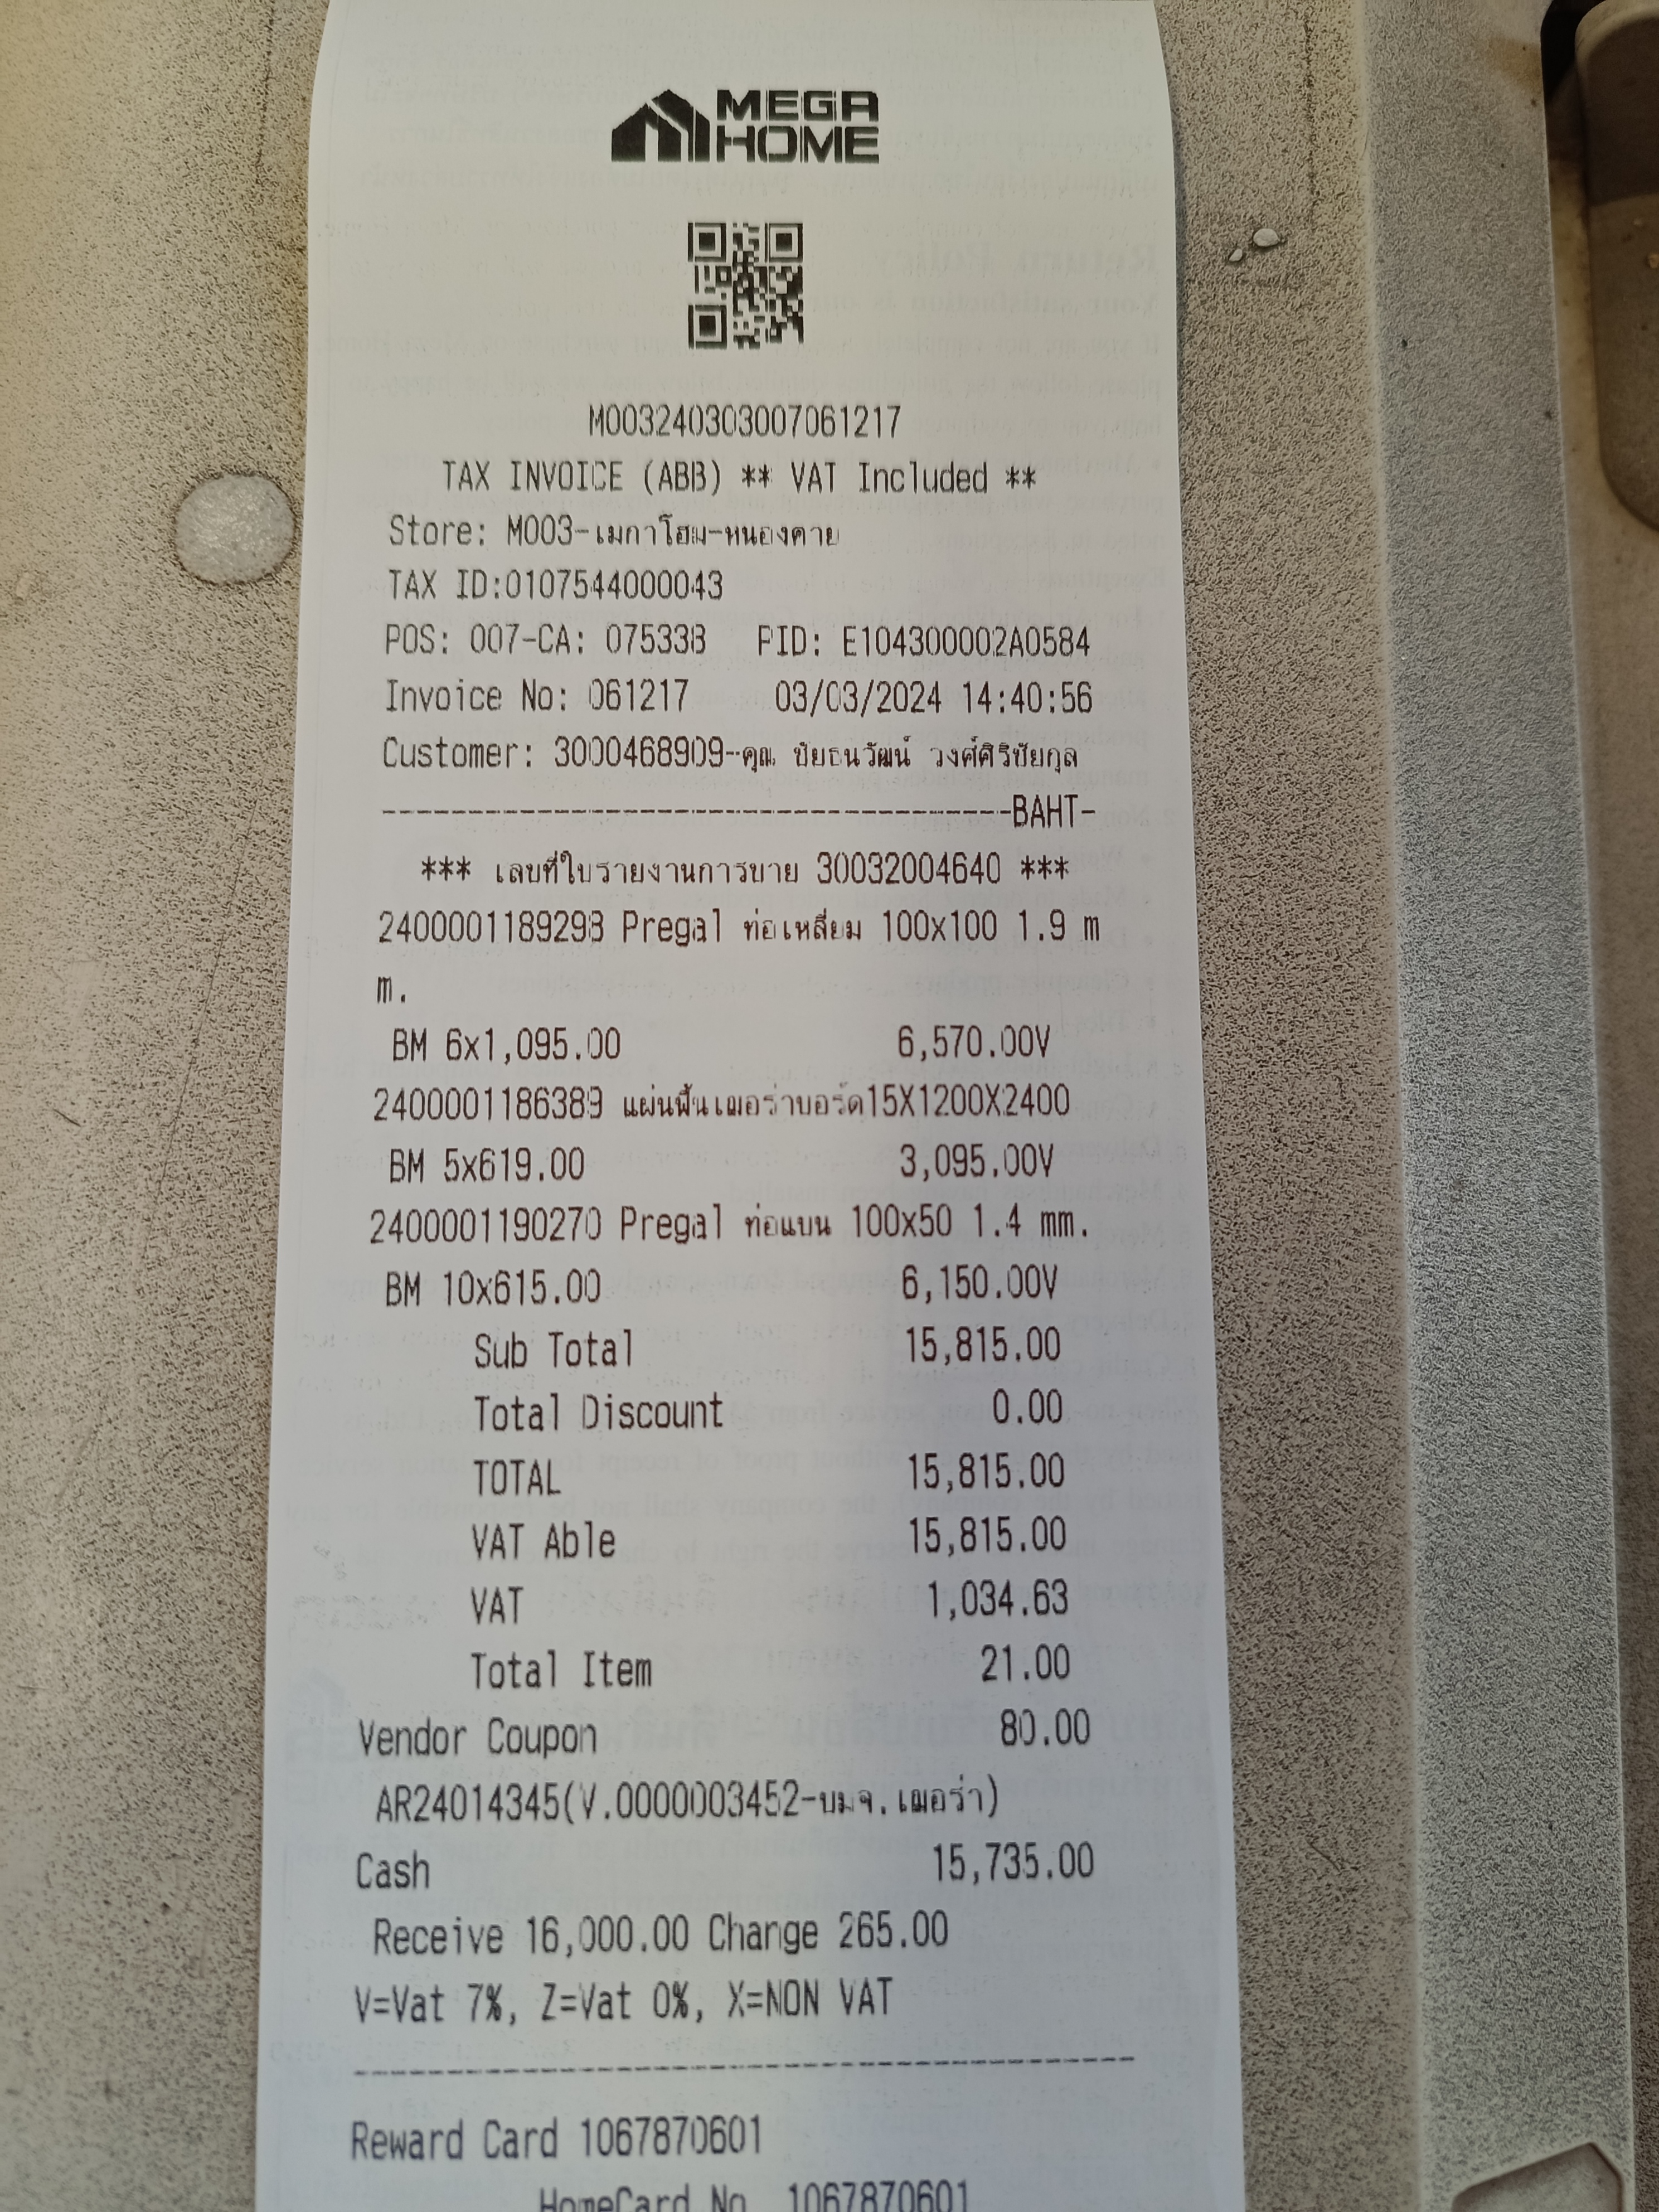 MEGA
HOME
M003240303007061217
TAX INVOICE (ABB) ** VAT Included **
Store: M003-เมกาโฮม-หนองคาย
TAX ID:0107544000043
POS: 007-CA: 075338 PID: E104300002A0584
Invoice No: 061217 03/03/2024 14:40:56
Customer: 3000468909-คุณ ชัยธนวัฒน์ วงศ์ศิริชัยกุล
-BAHT-
*** เลขที่ใบรายงานการขาย 30032004640 ***
2400001189298 Pregal ท่อเหลี่ยม 100x100 1.9 m
m.
BM 6x1,095.00 6,570.00V
2400001186389 แผ่นพื้นเฌอร่าบอร์ด15X1200X2400
BM 5x619.00 3,095.00V
2400001190270 Pregal ท่อแบน 100x50 1.4 mm.
BM 10x615.00 6,150.00V
Sub Total 15,815.00
Total Discount 0.00
TOTAL 15,815.00
VAT Able 15,815.00
VAT 1,034.63
Total Item 21.00
Vendor Coupon 80.00
AR24014345(V.0000003452-บมจ.เฌอร่า)
Cash 15,735.00
Receive 16,000.00 Change 265.00
V=Vat 7%, Z=Vat 0%, X=NON VAT
Reward Card 1067870601
HomeCard No 1067870601